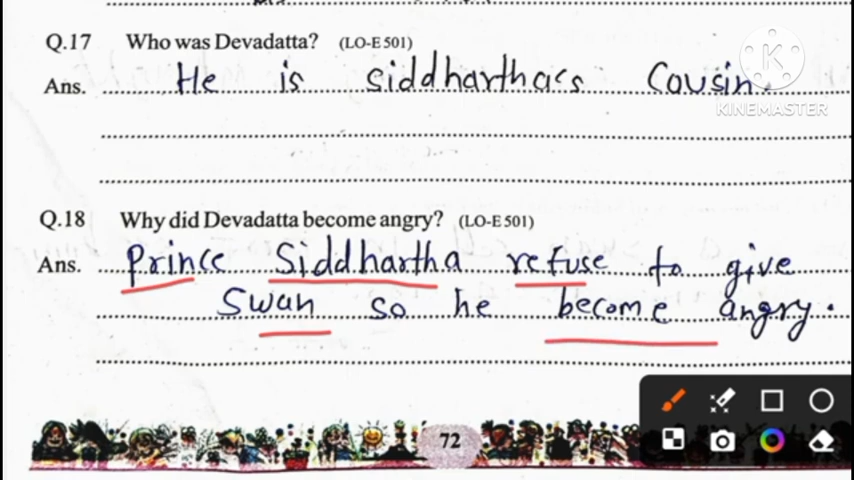 Q.17 Who was Devadatta? (LO-E 501)
Ans. He is siddharthacs Cousin.
KINEMASTER
Q.18 Why did Devadatta become angry? (LO-E 501)
Ans. Prince Siddhartha refuse to give
Swan so he become angry.
72